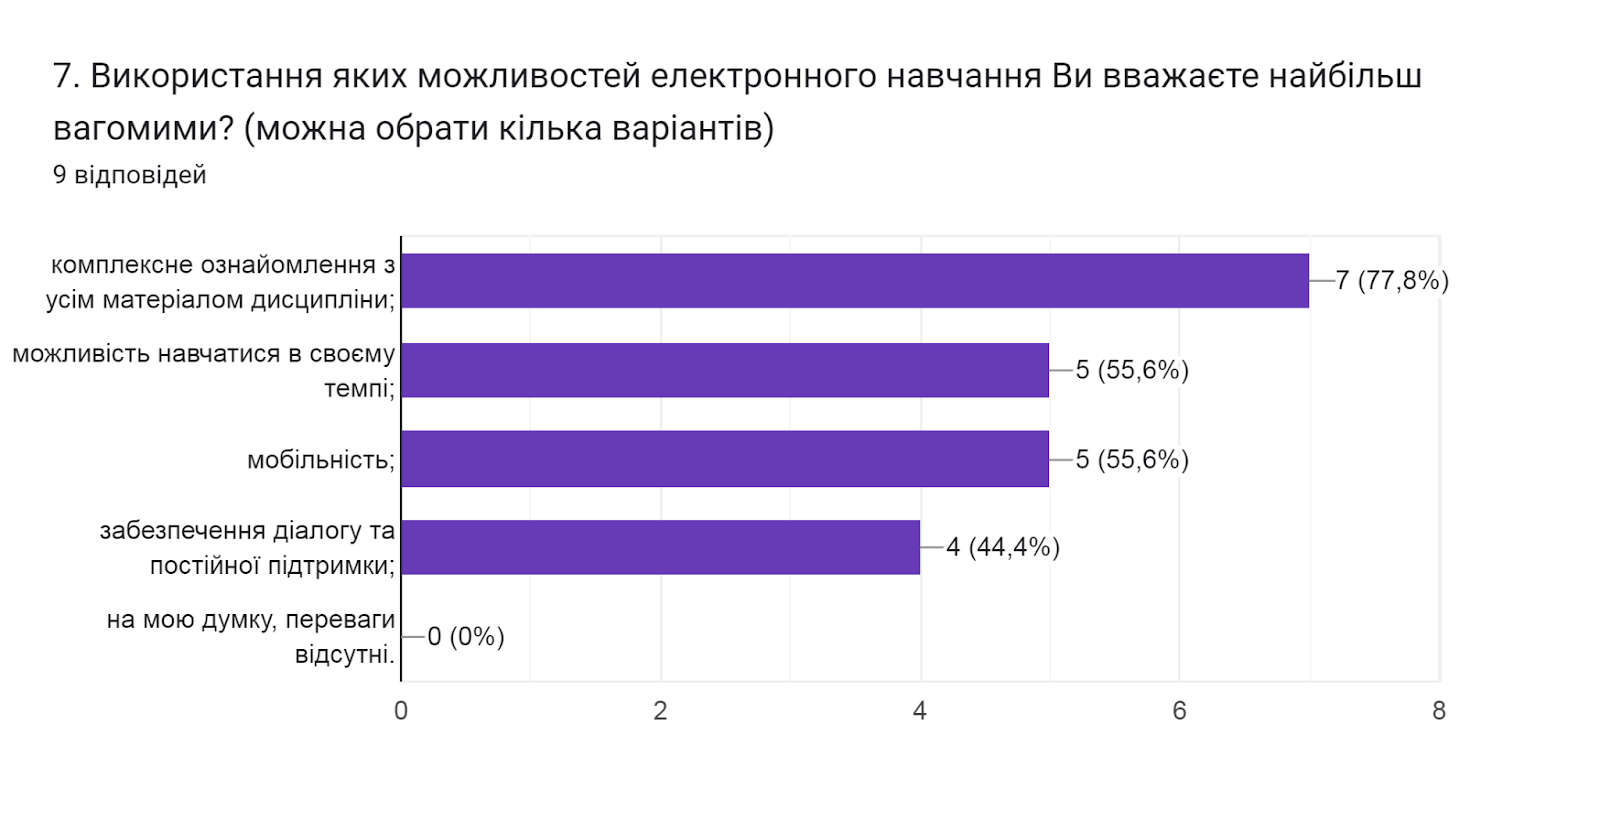 7. Використання яких можливостей електронного навчання Ви вважаєте найбільш
вагомими? (можна обрати кілька варіантів)
9 відповідей
комплексне ознайомлення з
усім матеріалом дисципліни;
7 (77,8%)
можливість навчатися в своєму
темпі;
5 (55,6%)
мобільність;
5 (55,6%)
забезпечення діалогу та
постійної підтримки;
4 (44,4%)
на мою думку, переваги
відсутні.
0 (0%)
0 2 4 6 8